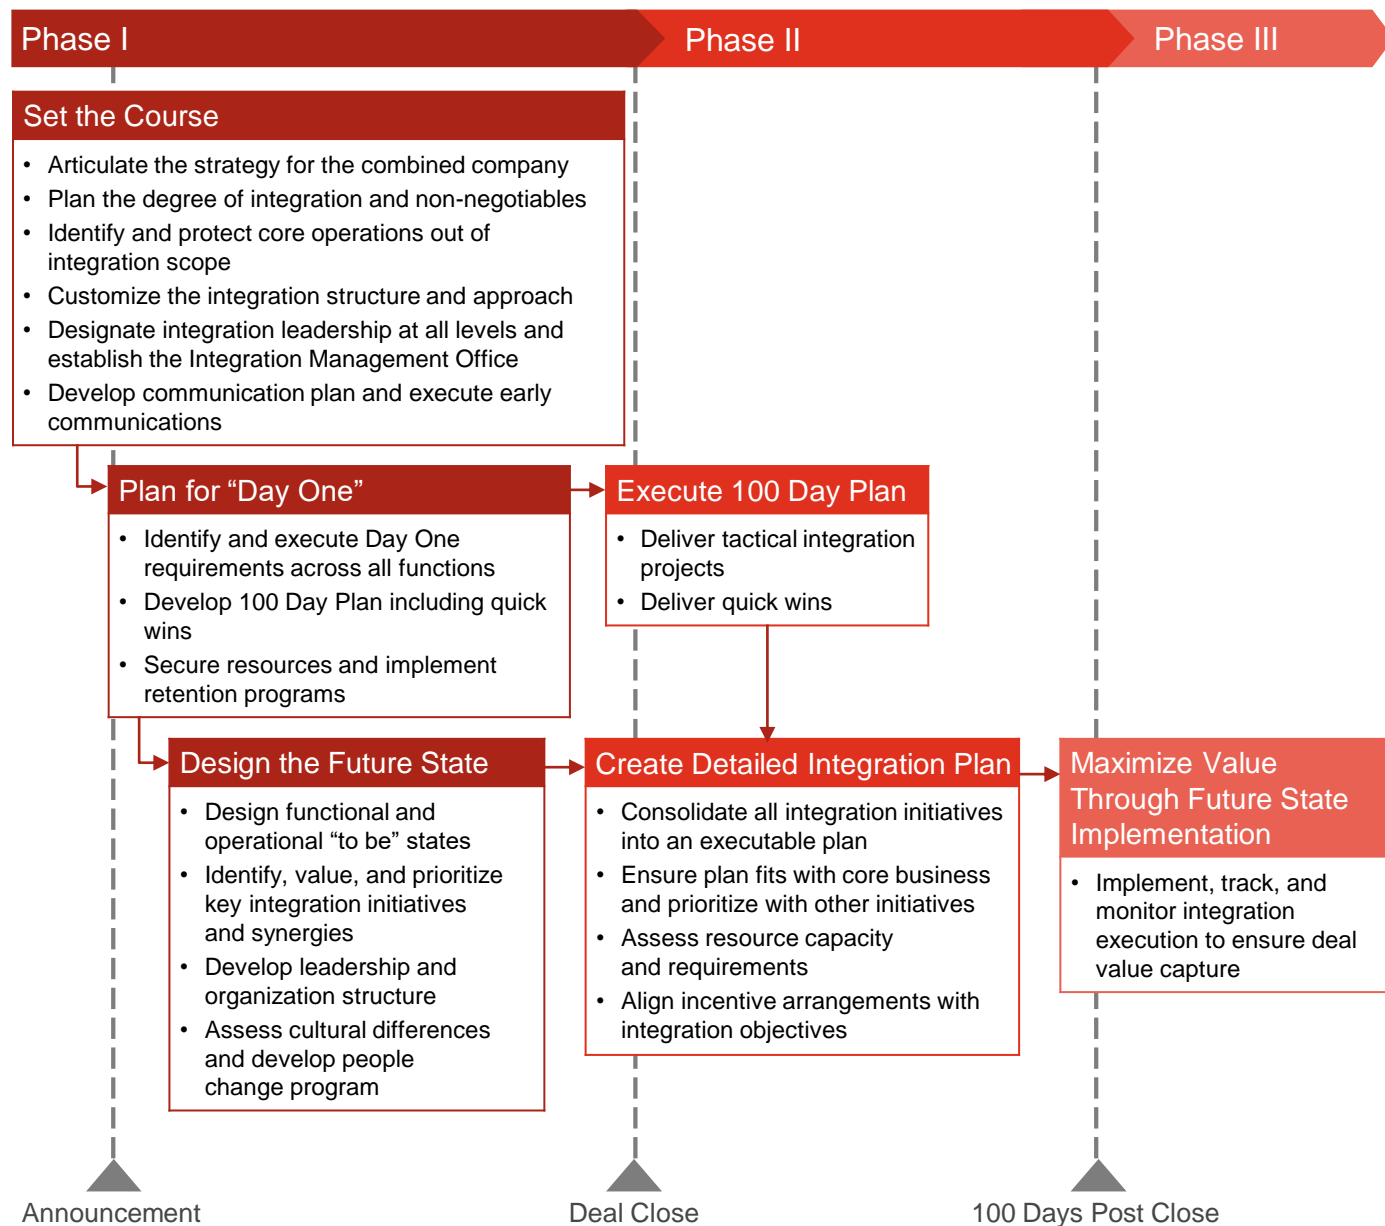 Phase I
Phase II
Phase III
Set the Course
• Articulate the strategy for the combined company
• Plan the degree of integration and non-negotiables
• Identify and protect core operations out of
integration scope
• Customize the integration structure and approach
• Designate integration leadership at all levels and
establish the Integration Management Office
• Develop communication plan and execute early
communications
Plan for “Day One”
• Identify and execute Day One
requirements across all functions
• Develop 100 Day Plan including quick
wins
• Secure resources and implement
retention programs
Execute 100 Day Plan
• Deliver tactical integration
projects
• Deliver quick wins
Design the Future State
• Design functional and
operational “to be” states
• Identify, value, and prioritize
key integration initiatives
and synergies
• Develop leadership and
organization structure
• Assess cultural differences
and develop people
change program
Create Detailed Integration Plan
• Consolidate all integration initiatives
into an executable plan
• Ensure plan fits with core business
and prioritize with other initiatives
• Assess resource capacity
and requirements
• Align incentive arrangements with
integration objectives
Maximize Value
Through Future State
Implementation
• Implement, track, and
monitor integration
execution to ensure deal
value capture
Announcement
Deal Close
100 Days Post Close